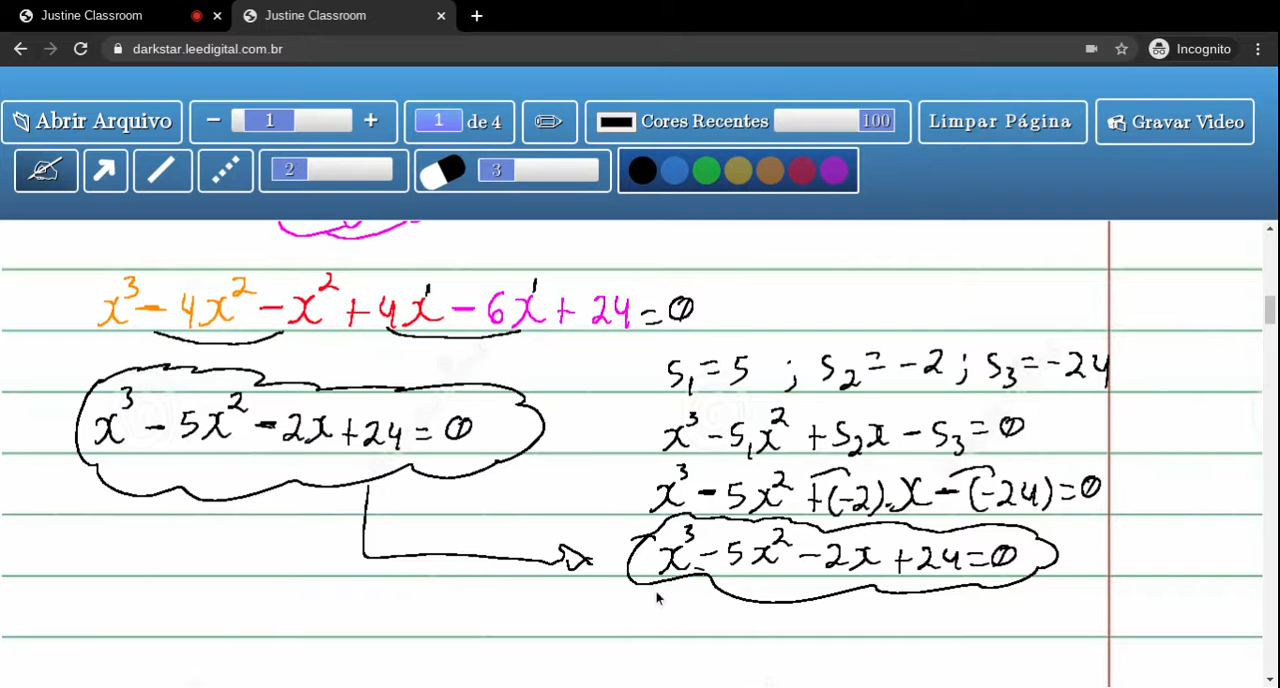 Justine Classroom
Justine Classroom
darkstar.leedigital.com.br
Incognito
Abrir Arquivo
− 1 +
1 de 4
Cores Recentes 100
Limpar Página
Gravar Video
2
3
x³ − 4x² − x² + 4x¹ − 6x¹ + 24 = 0
x³ − 5x² − 2x + 24 = 0
S₁ = 5 ; S₂ = −2 ; S₃ = −24
x³ − S₁x² + S₂x − S₃ = 0
x³ − 5x² + (−2).x − (−24) = 0
x³ − 5x² − 2x + 24 = 0